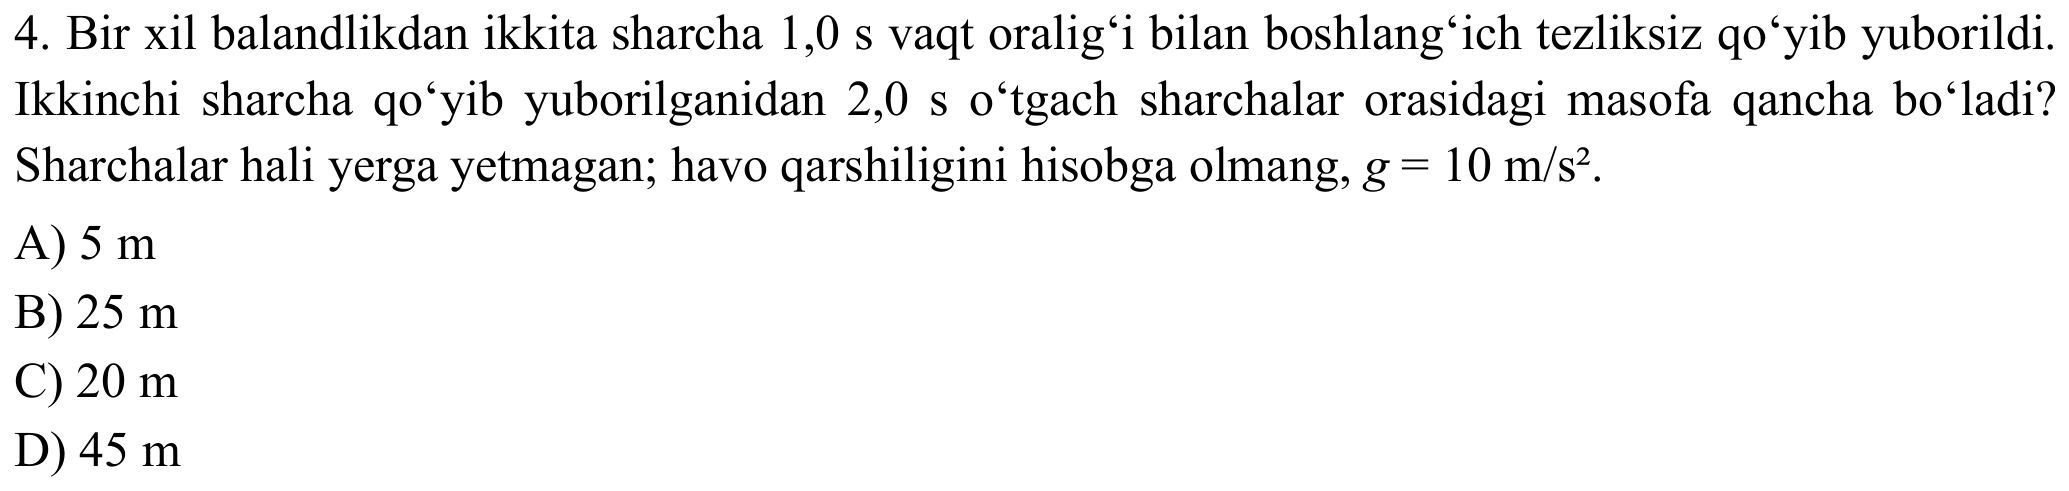 4. Bir xil balandlikdan ikkita sharcha 1,0 s vaqt oralig‘i bilan boshlang‘ich tezliksiz qo‘yib yuborildi.
Ikkinchi sharcha qo‘yib yuborilganidan 2,0 s o‘tgach sharchalar orasidagi masofa qancha bo‘ladi?
Sharchalar hali yerga yetmagan; havo qarshiligini hisobga olmang, g = 10 m/s².
A) 5 m
B) 25 m
C) 20 m
D) 45 m